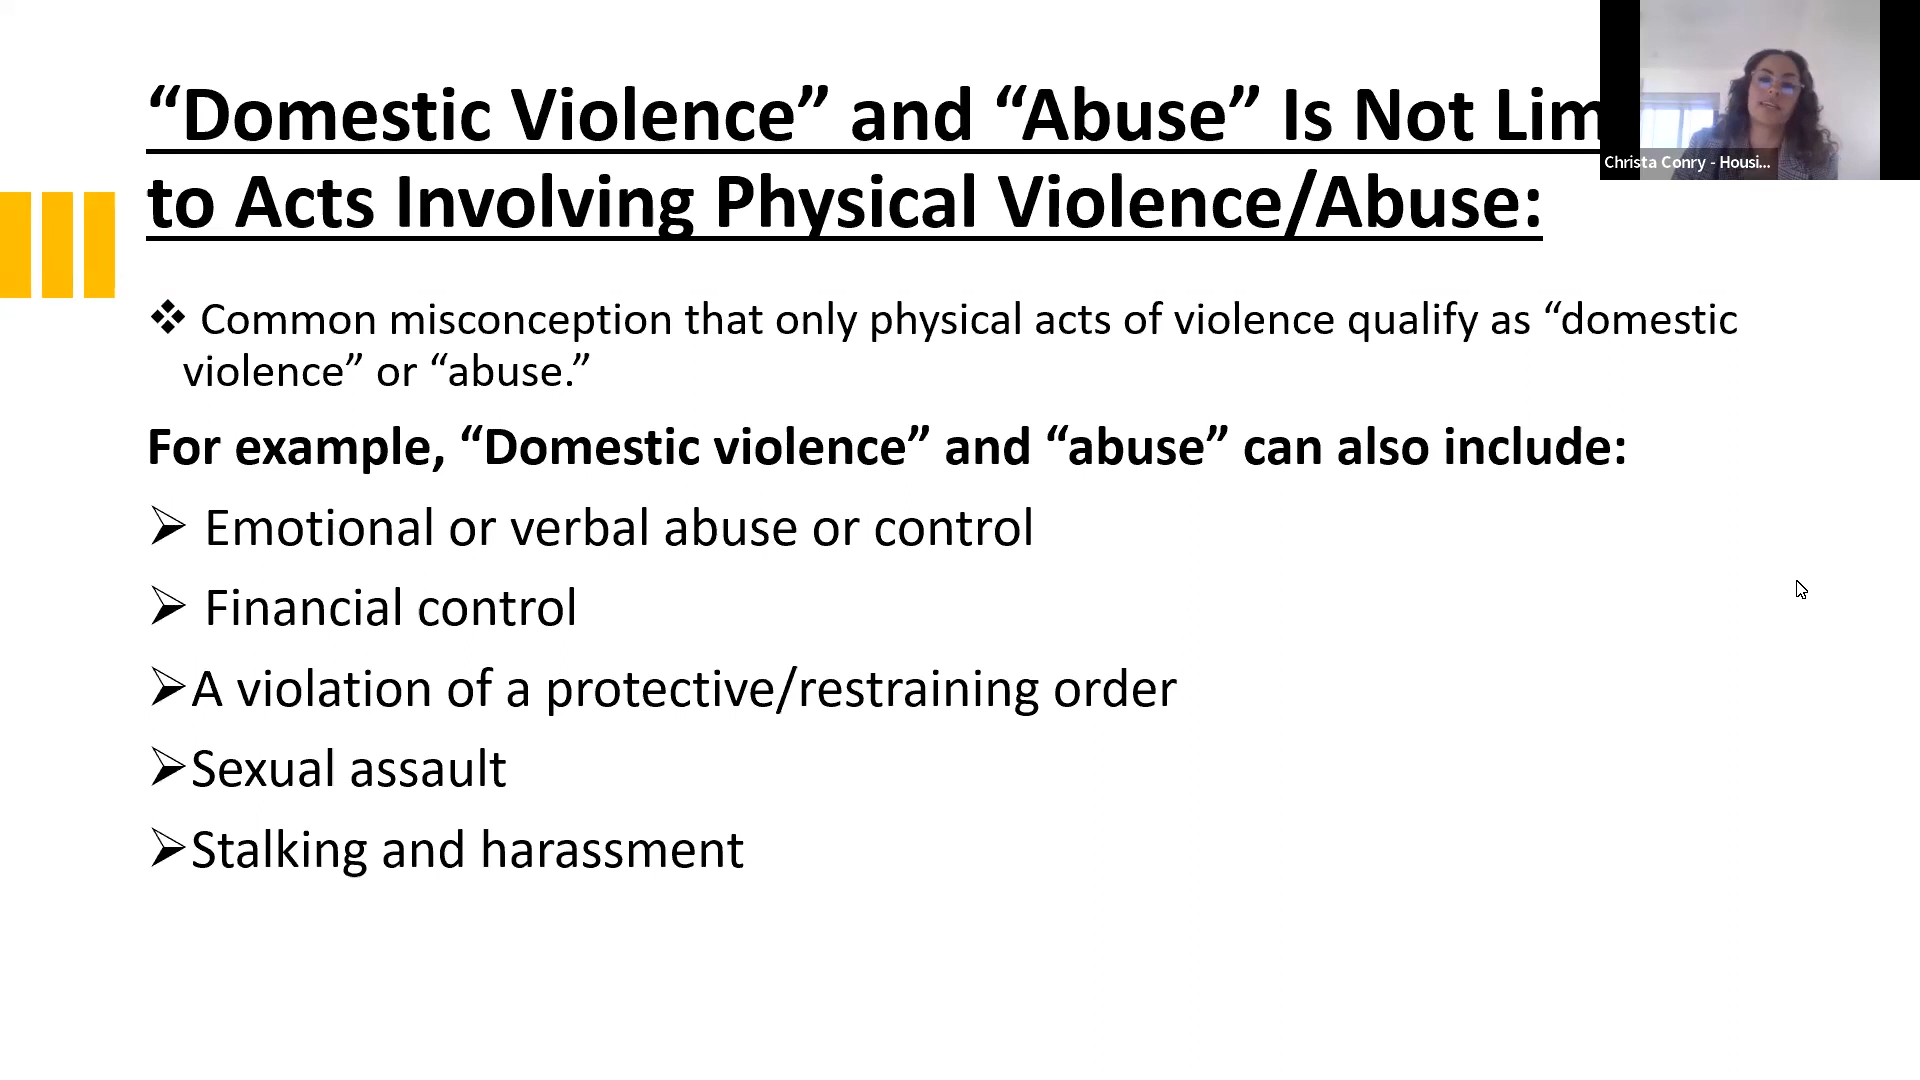 “Domestic Violence” and “Abuse” Is Not Lim
to Acts Involving Physical Violence/Abuse:
Christa Conry - Housi...
❖ Common misconception that only physical acts of violence qualify as “domestic
violence” or “abuse.”
For example, “Domestic violence” and “abuse” can also include:
➢ Emotional or verbal abuse or control
➢ Financial control
➢A violation of a protective/restraining order
➢Sexual assault
➢Stalking and harassment